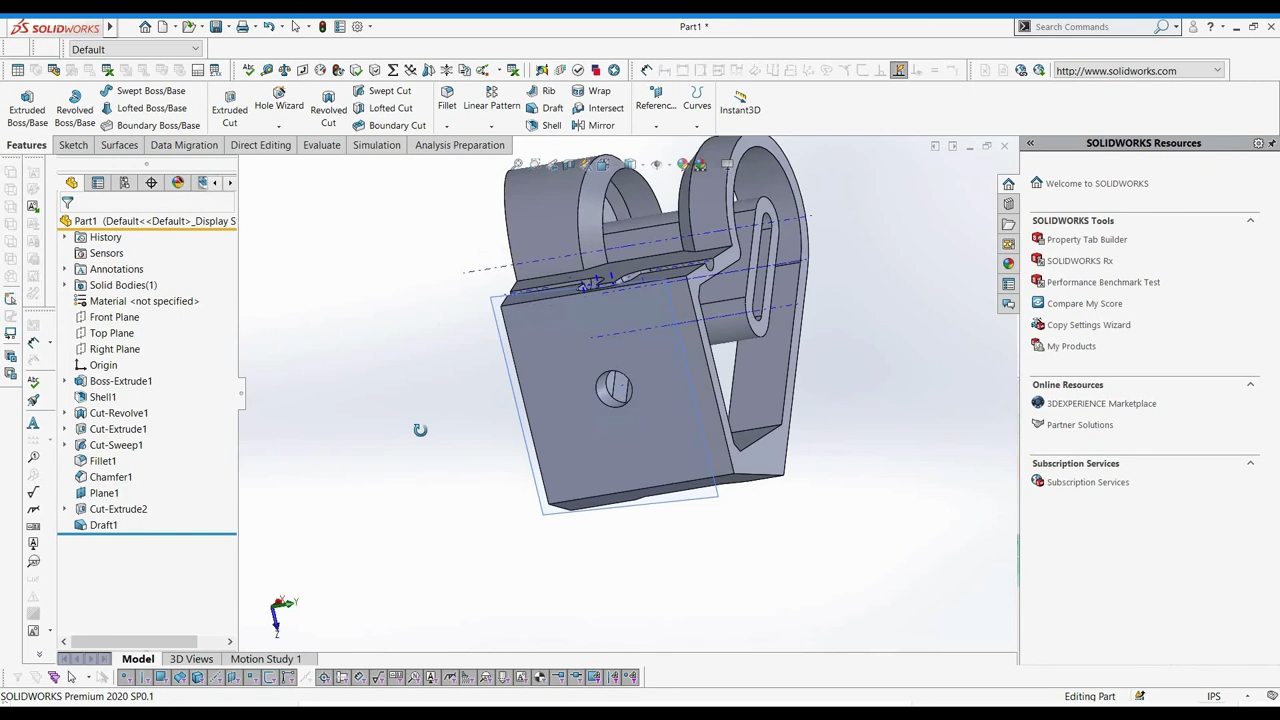 SOLIDWORKS
Part1 *
Search Commands
?
Default
http://www.solidworks.com
Extruded Boss/Base
Revolved Boss/Base
Swept Boss/Base
Lofted Boss/Base
Boundary Boss/Base
Extruded Cut
Hole Wizard
Revolved Cut
Swept Cut
Lofted Cut
Boundary Cut
Fillet
Linear Pattern
Rib
Draft
Shell
Wrap
Intersect
Mirror
Referenc...
Curves
Instant3D
Features
Sketch
Surfaces
Data Migration
Direct Editing
Evaluate
Simulation
Analysis Preparation
Part1 (Default<<Default>_Display S
History
Sensors
Annotations
Solid Bodies(1)
Material <not specified>
Front Plane
Top Plane
Right Plane
Origin
Boss-Extrude1
Shell1
Cut-Revolve1
Cut-Extrude1
Cut-Sweep1
Fillet1
Chamfer1
Plane1
Cut-Extrude2
Draft1
X
Y
Z
SOLIDWORKS Resources
Welcome to SOLIDWORKS
SOLIDWORKS Tools
Property Tab Builder
SOLIDWORKS Rx
Performance Benchmark Test
Compare My Score
Copy Settings Wizard
My Products
Online Resources
3DEXPERIENCE Marketplace
Partner Solutions
Subscription Services
Subscription Services
Model
3D Views
Motion Study 1
SOLIDWORKS Premium 2020 SP0.1
Editing Part
IPS